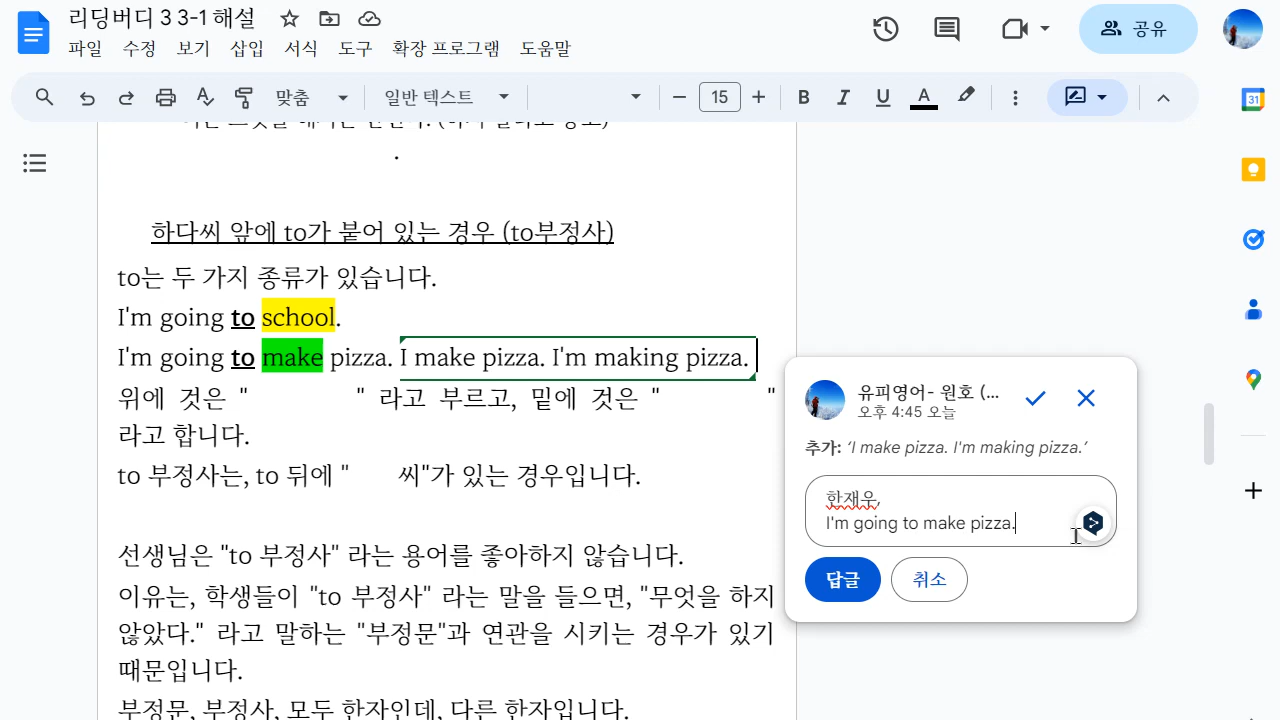 리딩버디 3 3-1 해설
파일 수정 보기 삽입 서식 도구 확장 프로그램 도움말
공유
맞춤 일반 텍스트 15 B I U A
31
.
하다씨 앞에 to가 붙어 있는 경우 (to부정사)
to는 두 가지 종류가 있습니다.
I'm going to school.
I'm going to make pizza. I make pizza. I'm making pizza.
위에 것은 " " 라고 부르고, 밑에 것은 " "
라고 합니다.
to 부정사는, to 뒤에 " 씨"가 있는 경우입니다.
선생님은 "to 부정사" 라는 용어를 좋아하지 않습니다.
이유는, 학생들이 "to 부정사" 라는 말을 들으면, "무엇을 하지
않았다." 라고 말하는 "부정문"과 연관을 시키는 경우가 있기
때문입니다.
부정문, 부정사, 모두 한자인데, 다른 한자입니다.
유피영어- 원호 (...
오후 4:45 오늘
추가: ‘I make pizza. I'm making pizza.’
한재우,
I'm going to make pizza.
답글 취소